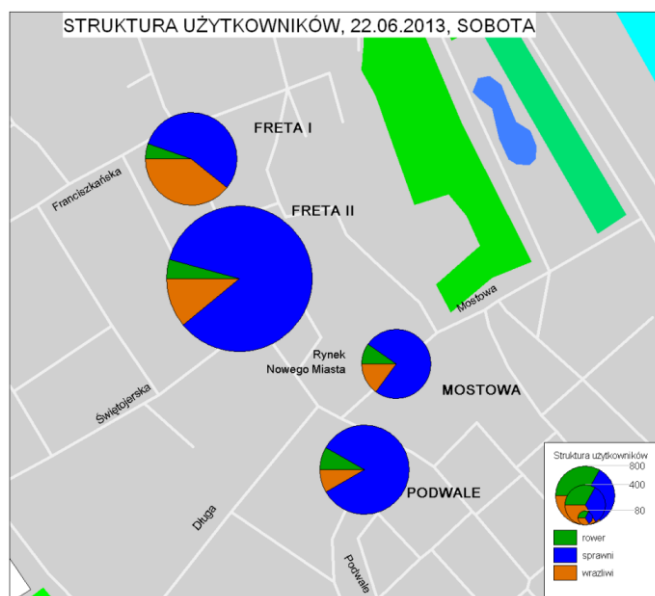 STRUKTURA UŻYTKOWNIKÓW, 22.06.2013, SOBOTA
FRETA I
Franciszkańska
FRETA II
Mostowa
Rynek
Nowego Miasta
MOSTOWA
Świętojerska
PODWALE
Długa
Podwale
Struktura użytkowników
800
400
80
rower
sprawni
wrażliwi